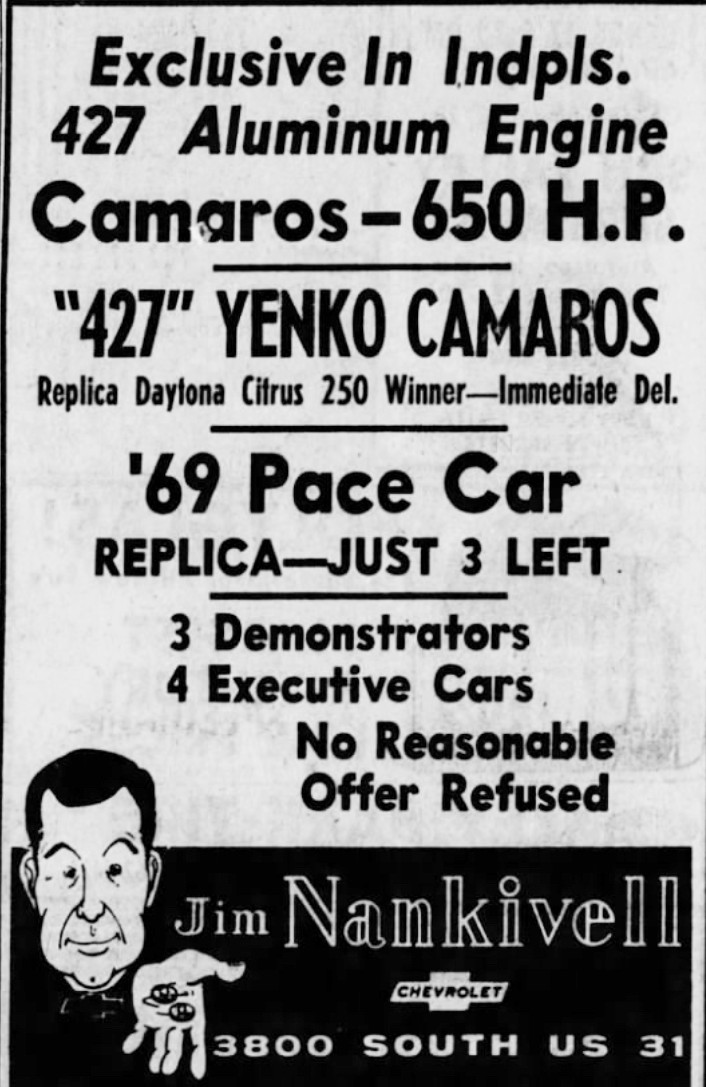 Exclusive In Indpls.
427 Aluminum Engine
Camaros – 650 H.P.
"427" YENKO CAMAROS
Replica Daytona Citrus 250 Winner—Immediate Del.
'69 Pace Car
REPLICA—JUST 3 LEFT
3 Demonstrators
4 Executive Cars
No Reasonable
Offer Refused
Jim Nankivell
CHEVROLET
3800 SOUTH US 31